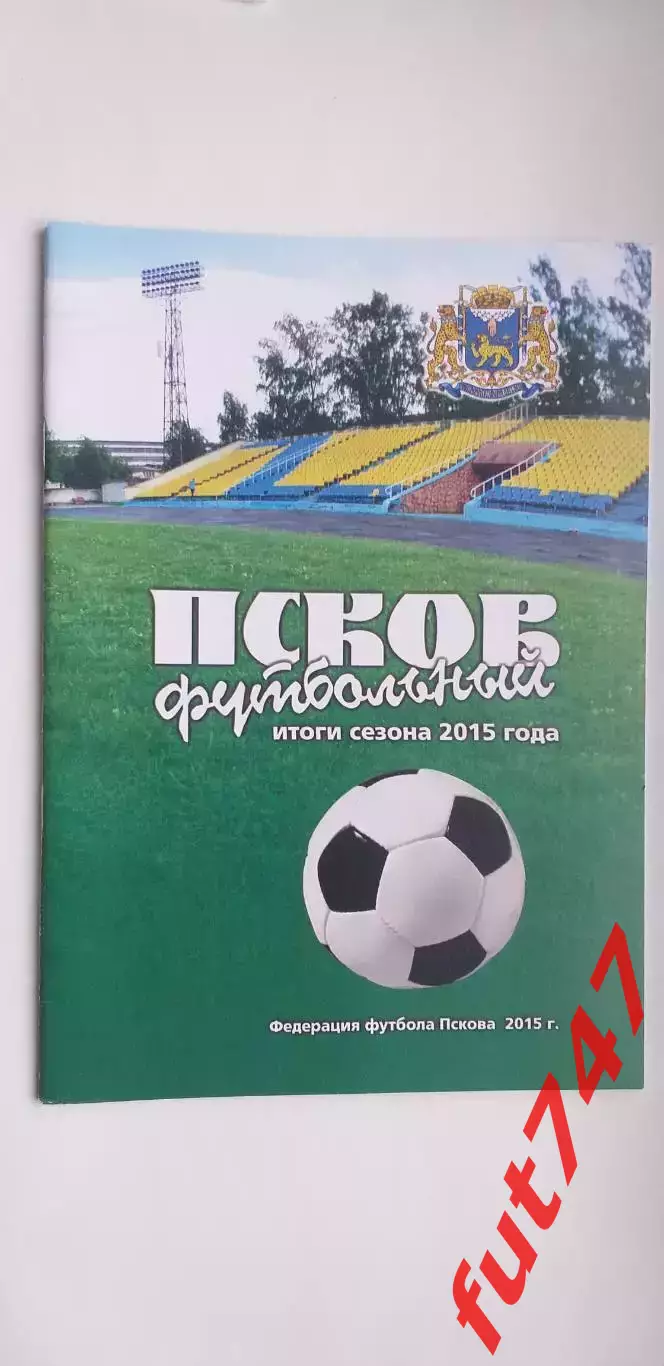 ПСКОВ
футбольный
итоги сезона 2015 года
Федерация футбола Пскова 2015 г.
fut747